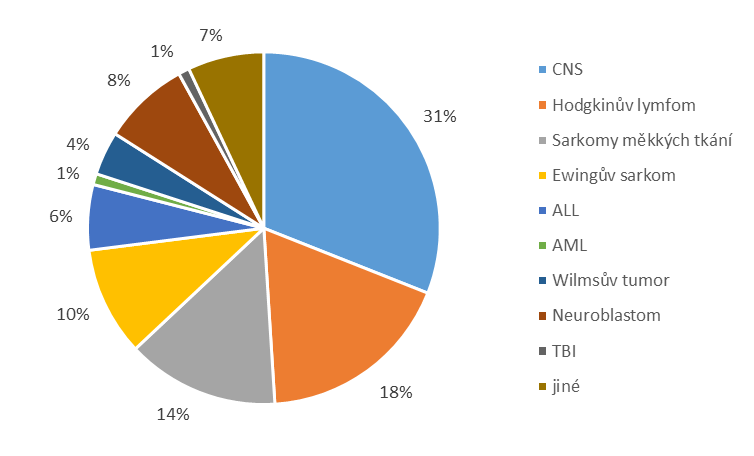 31%
18%
14%
10%
6%
1%
4%
8%
1%
7%
CNS
Hodgkinův lymfom
Sarkomy měkkých tkání
Ewingův sarkom
ALL
AML
Wilmsův tumor
Neuroblastom
TBI
jiné